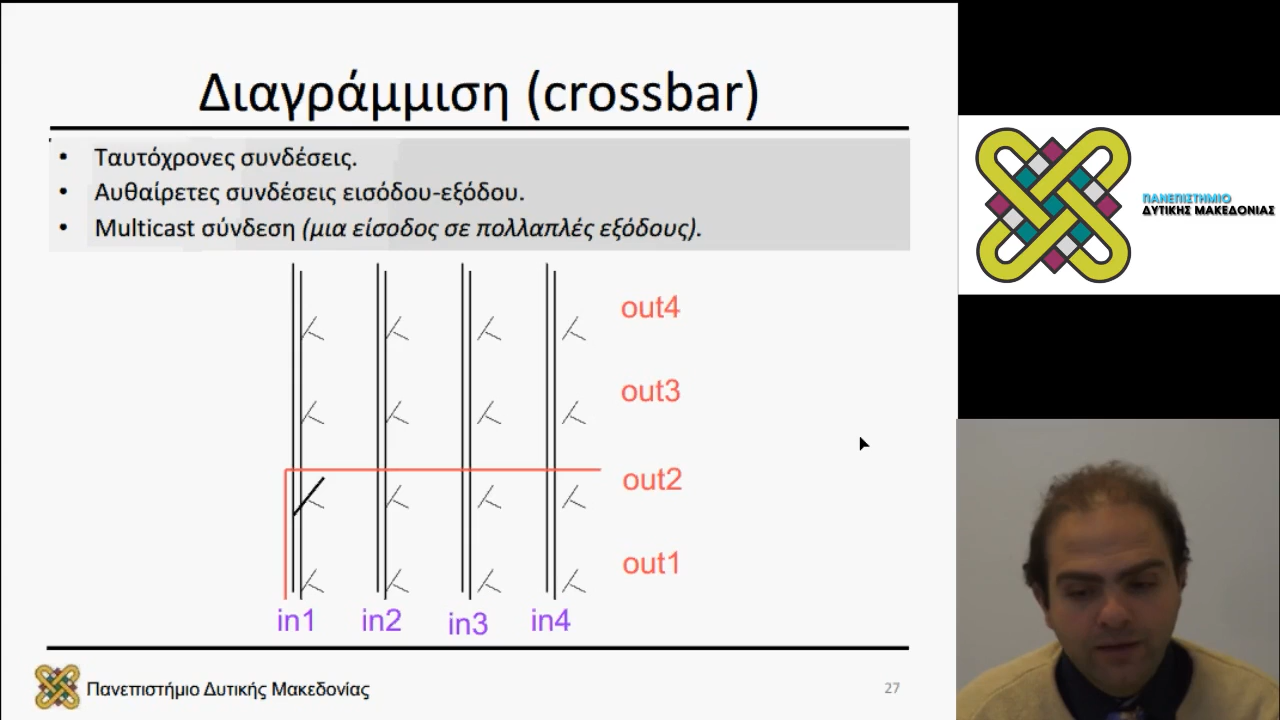 Διαγράμμιση (crossbar)
• Ταυτόχρονες συνδέσεις.
• Αυθαίρετες συνδέσεις εισόδου-εξόδου.
• Multicast σύνδεση (μια είσοδος σε πολλαπλές εξόδους).
out4
out3
out2
out1
in1 in2 in3 in4
Πανεπιστήμιο Δυτικής Μακεδονίας
27
ΠΑΝΕΠΙΣΤΗΜΙΟ
ΔΥΤΙΚΗΣ ΜΑΚΕΔΟΝΙΑΣ